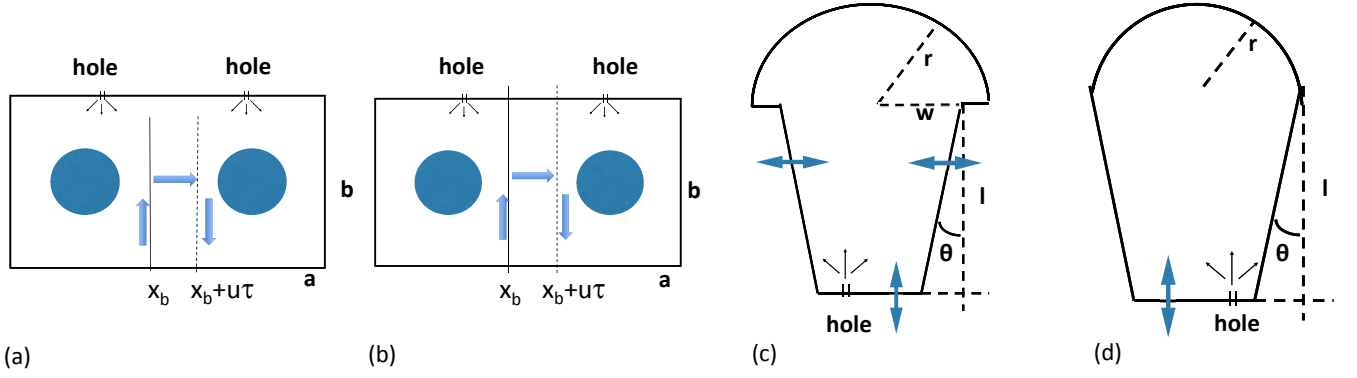 hole hole
b
a
x_b x_b+uτ
(a)
hole hole
b
a
x_b x_b+uτ
(b)
r
w
l
θ
hole
(c)
r
l
θ
hole
(d)